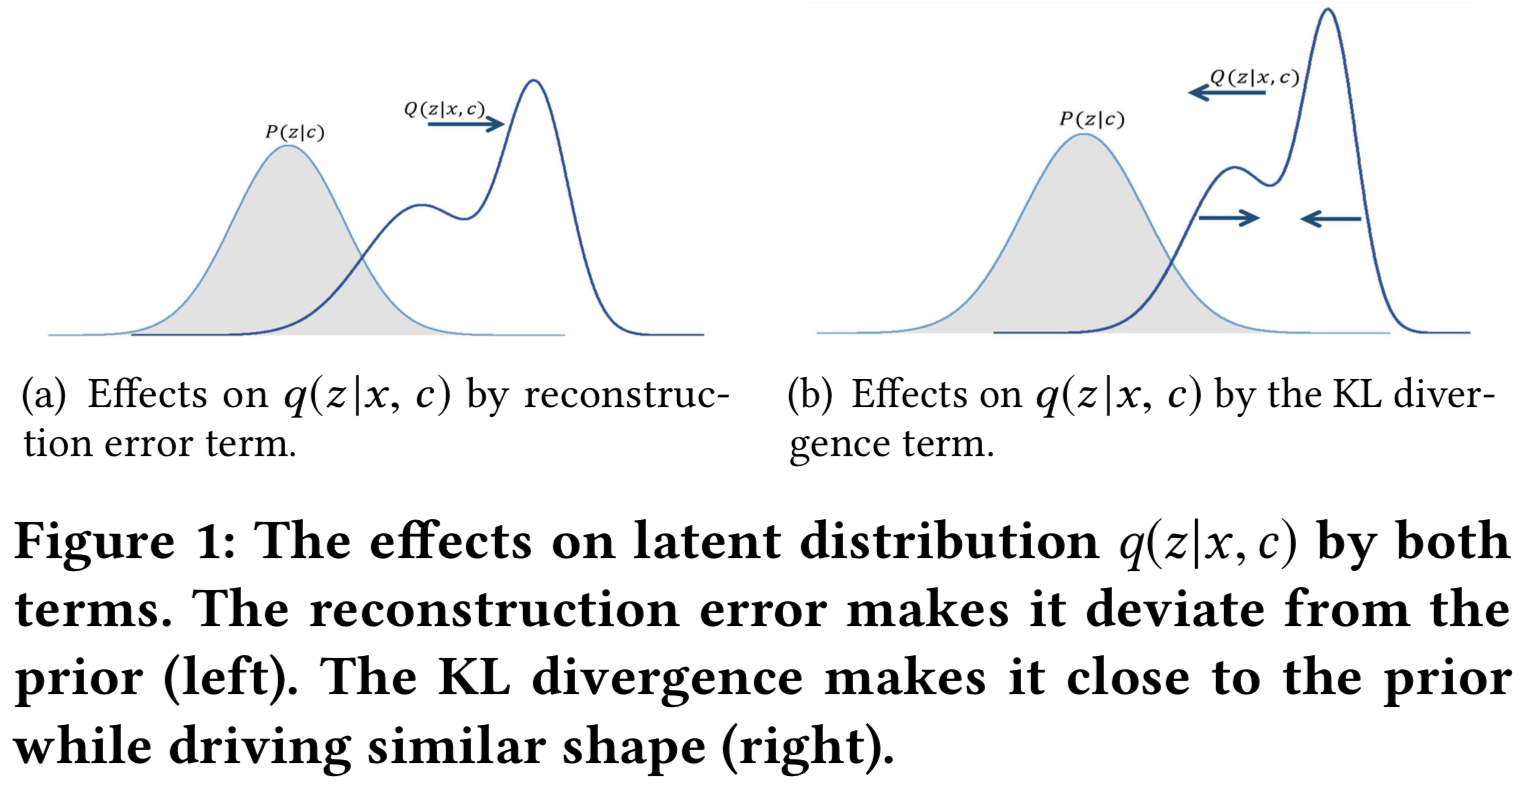 Q(z|x,c)
P(z|c)
Q(z|x,c)
P(z|c)
(a) Effects on q(z|x, c) by reconstruc-
tion error term.
(b) Effects on q(z|x, c) by the KL diver-
gence term.
Figure 1: The effects on latent distribution q(z|x, c) by both
terms. The reconstruction error makes it deviate from the
prior (left). The KL divergence makes it close to the prior
while driving similar shape (right).